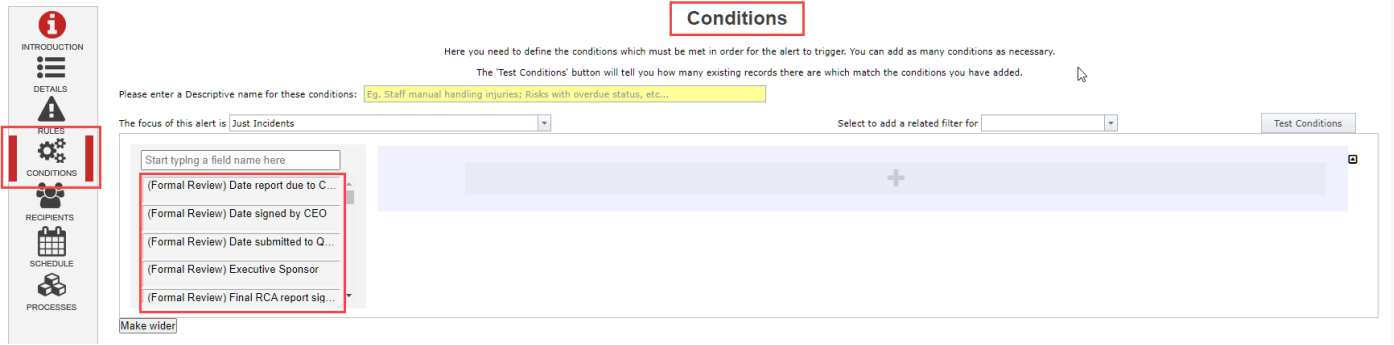 INTRODUCTION
DETAILS
RULES
CONDITIONS
RECIPIENTS
SCHEDULE
PROCESSES
Conditions
Here you need to define the conditions which must be met in order for the alert to trigger. You can add as many conditions as necessary.
The 'Test Conditions' button will tell you how many existing records there are which match the conditions you have added.
Please enter a Descriptive name for these conditions: Eg. Staff manual handling injuries; Risks with overdue status, etc...
The focus of this alert is Just Incidents Select to add a related filter for Test Conditions
Start typing a field name here
(Formal Review) Date report due to C...
(Formal Review) Date signed by CEO
(Formal Review) Date submitted to Q...
(Formal Review) Executive Sponsor
(Formal Review) Final RCA report sig...
Make wider